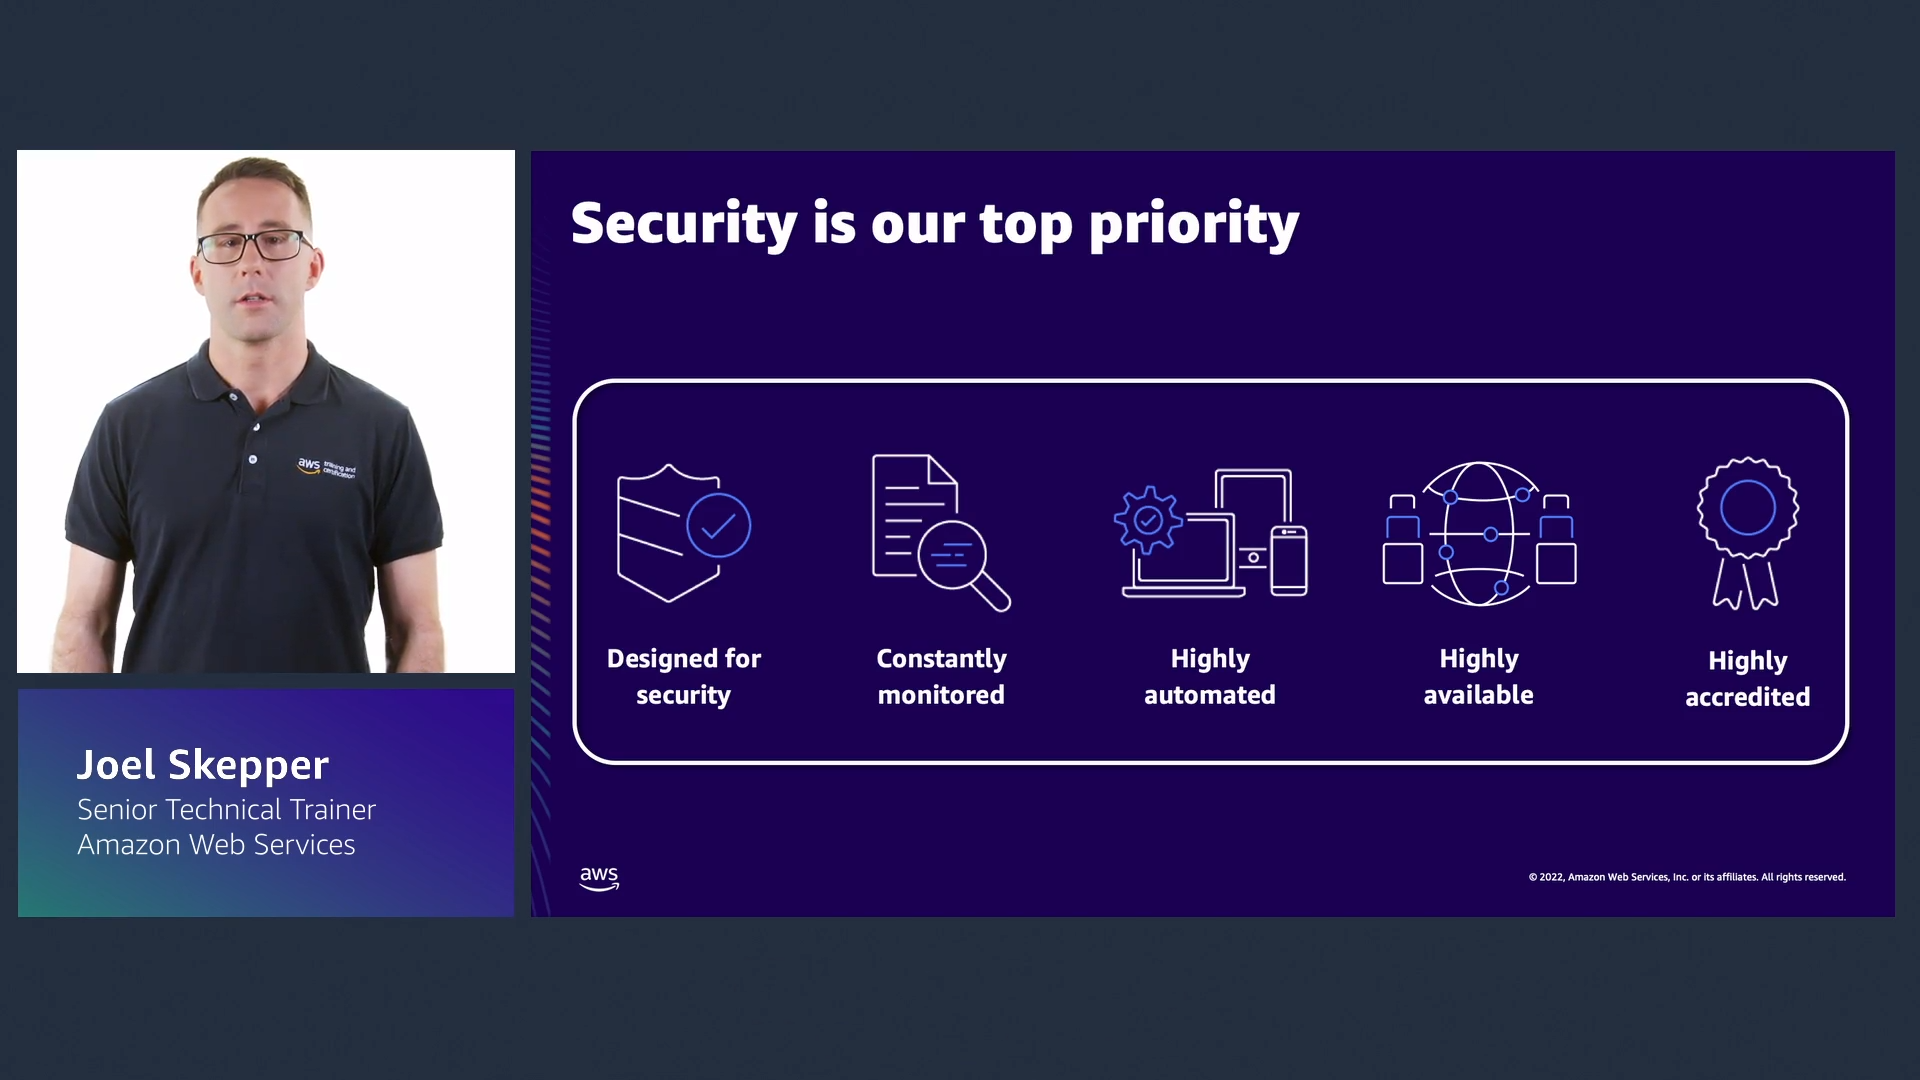 Security is our top priority
aws training and
certification
Designed for
security
Constantly
monitored
Highly
automated
Highly
available
Highly
accredited
Joel Skepper
Senior Technical Trainer
Amazon Web Services
aws
© 2022, Amazon Web Services, Inc. or its affiliates. All rights reserved.